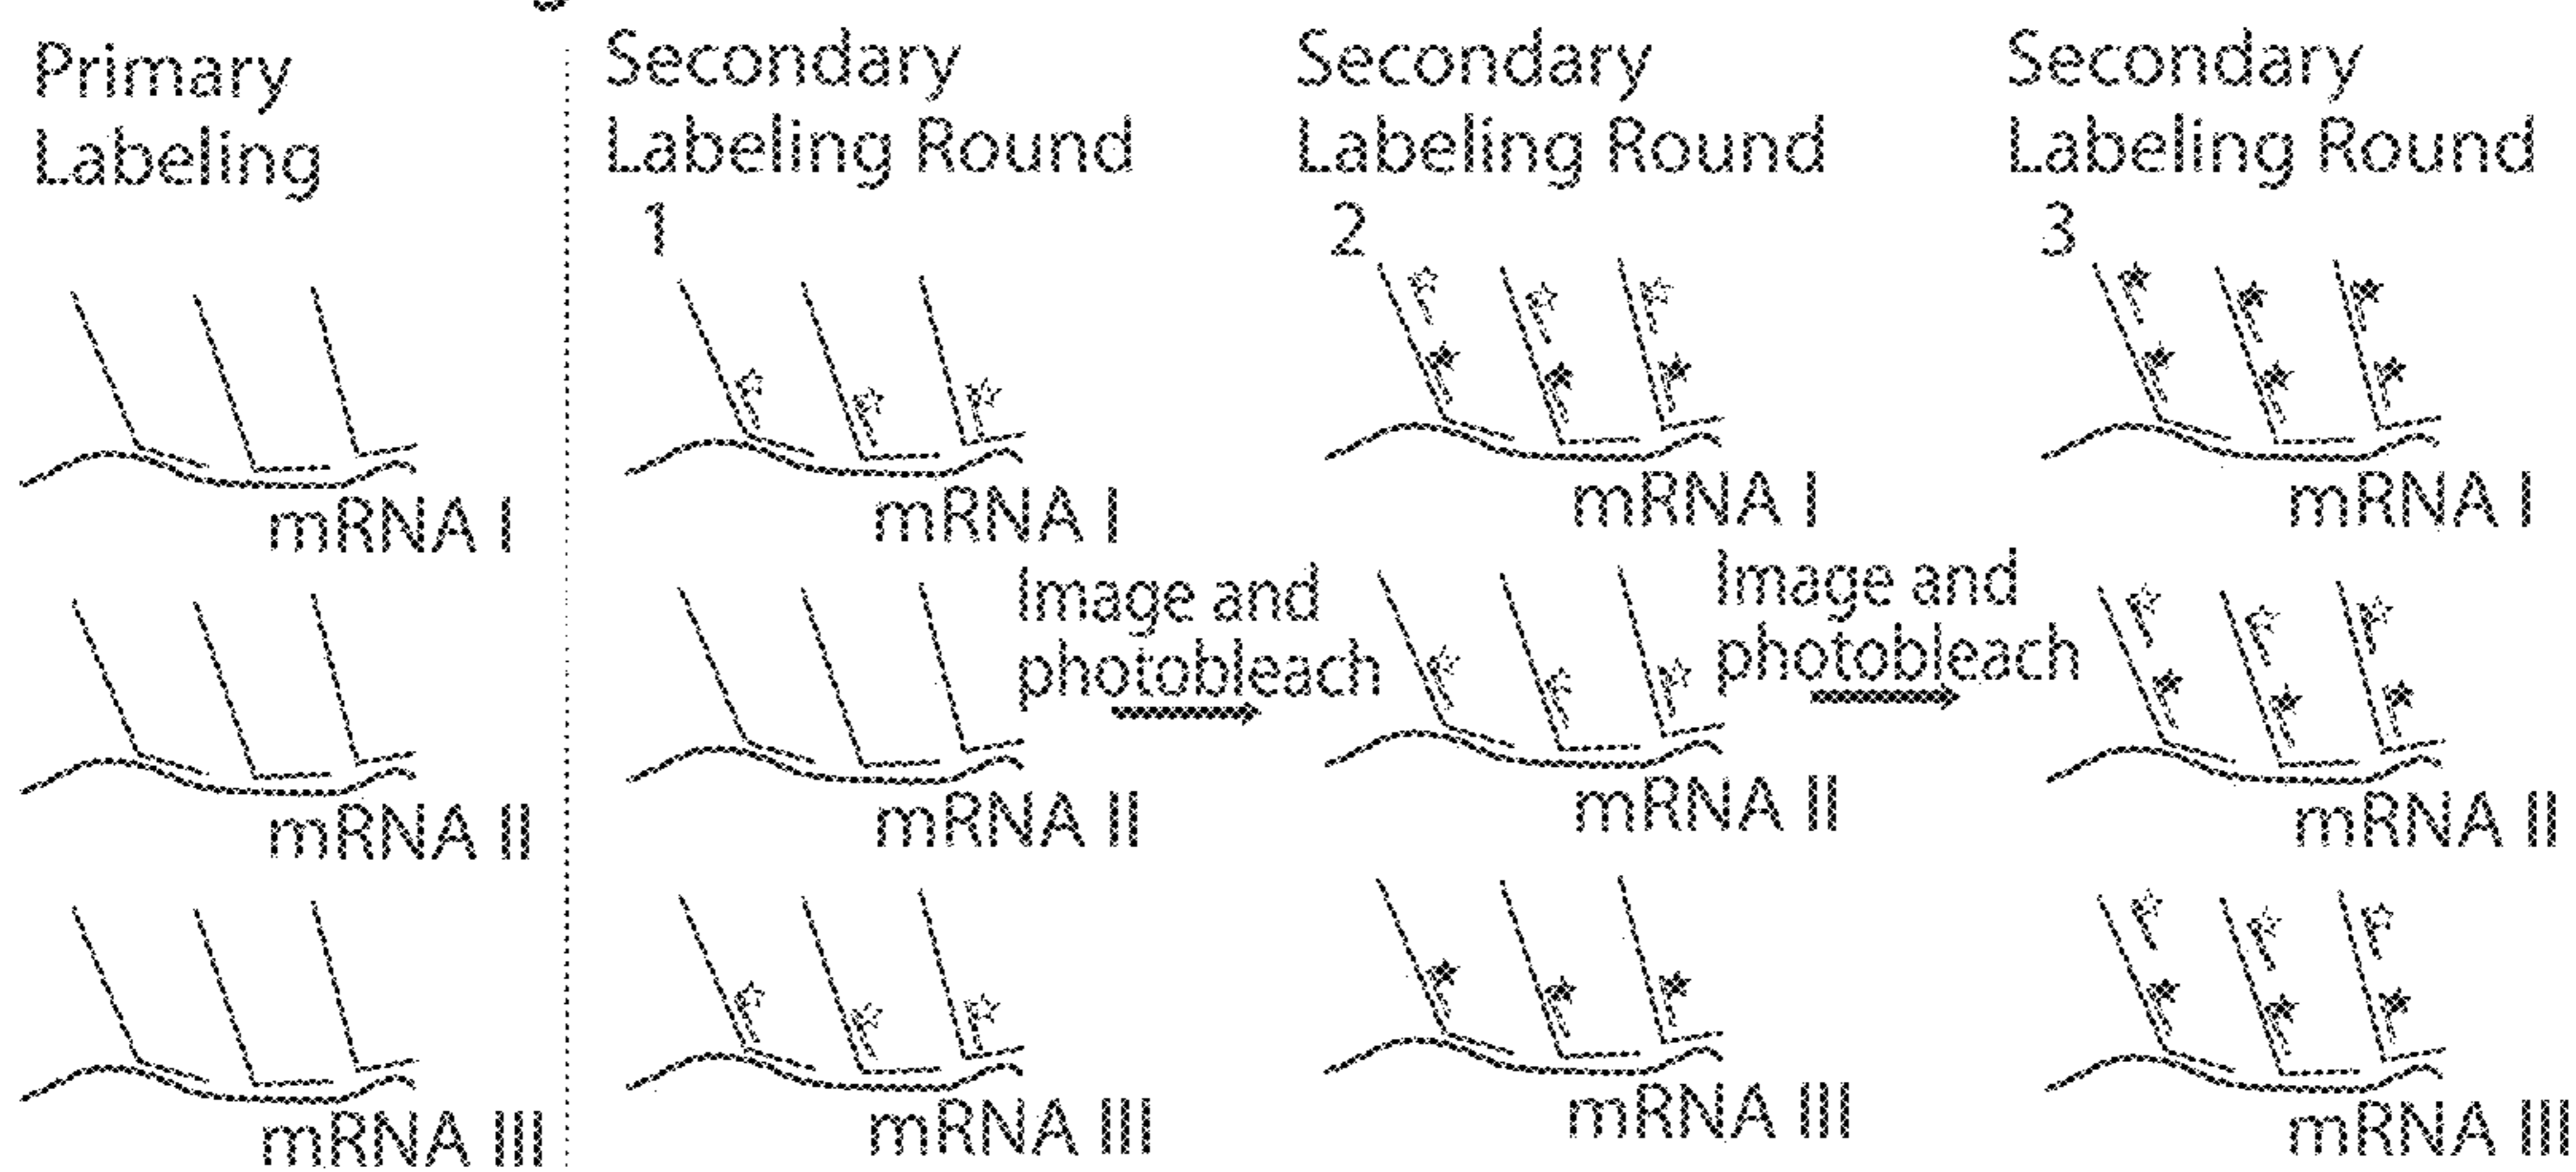 Primary
Labeling
Secondary
Labeling Round
1
Secondary
Labeling Round
2
Secondary
Labeling Round
3
mRNA I
mRNA I
mRNA I
mRNA I
Image and
photobleach
Image and
photobleach
mRNA II
mRNA II
mRNA II
mRNA II
mRNA III
mRNA III
mRNA III
mRNA III